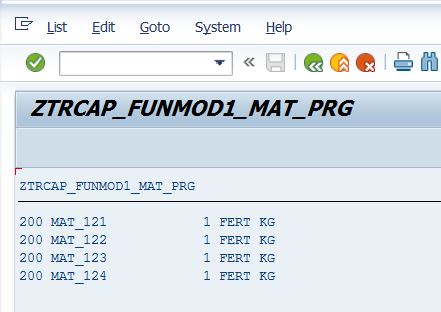 List Edit Goto System Help
ZTRCAP_FUNMOD1_MAT_PRG
ZTRCAP_FUNMOD1_MAT_PRG
200 MAT_121 1 FERT KG
200 MAT_122 1 FERT KG
200 MAT_123 1 FERT KG
200 MAT_124 1 FERT KG